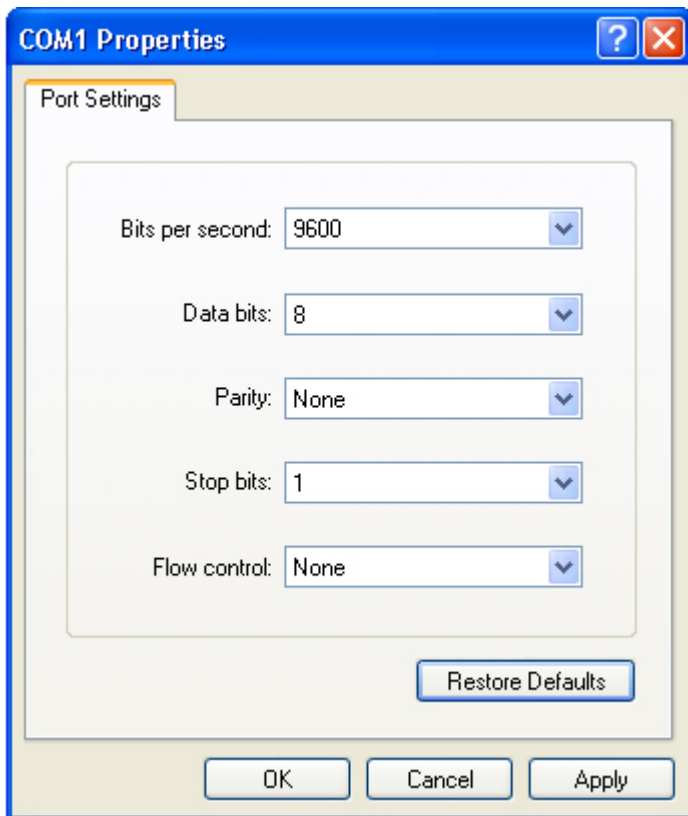 COM1 Properties
Port Settings
Bits per second: 9600
Data bits: 8
Parity: None
Stop bits: 1
Flow control: None
Restore Defaults
OK Cancel Apply